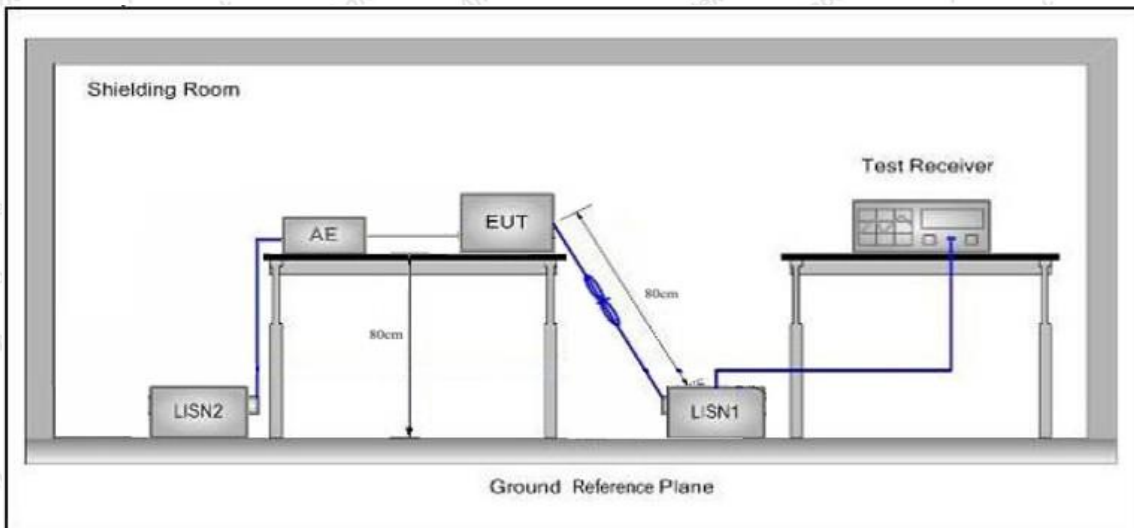 Shielding Room
Test Receiver
AE
EUT
80cm
80cm
LISN2
LISN1
Ground Reference Plane